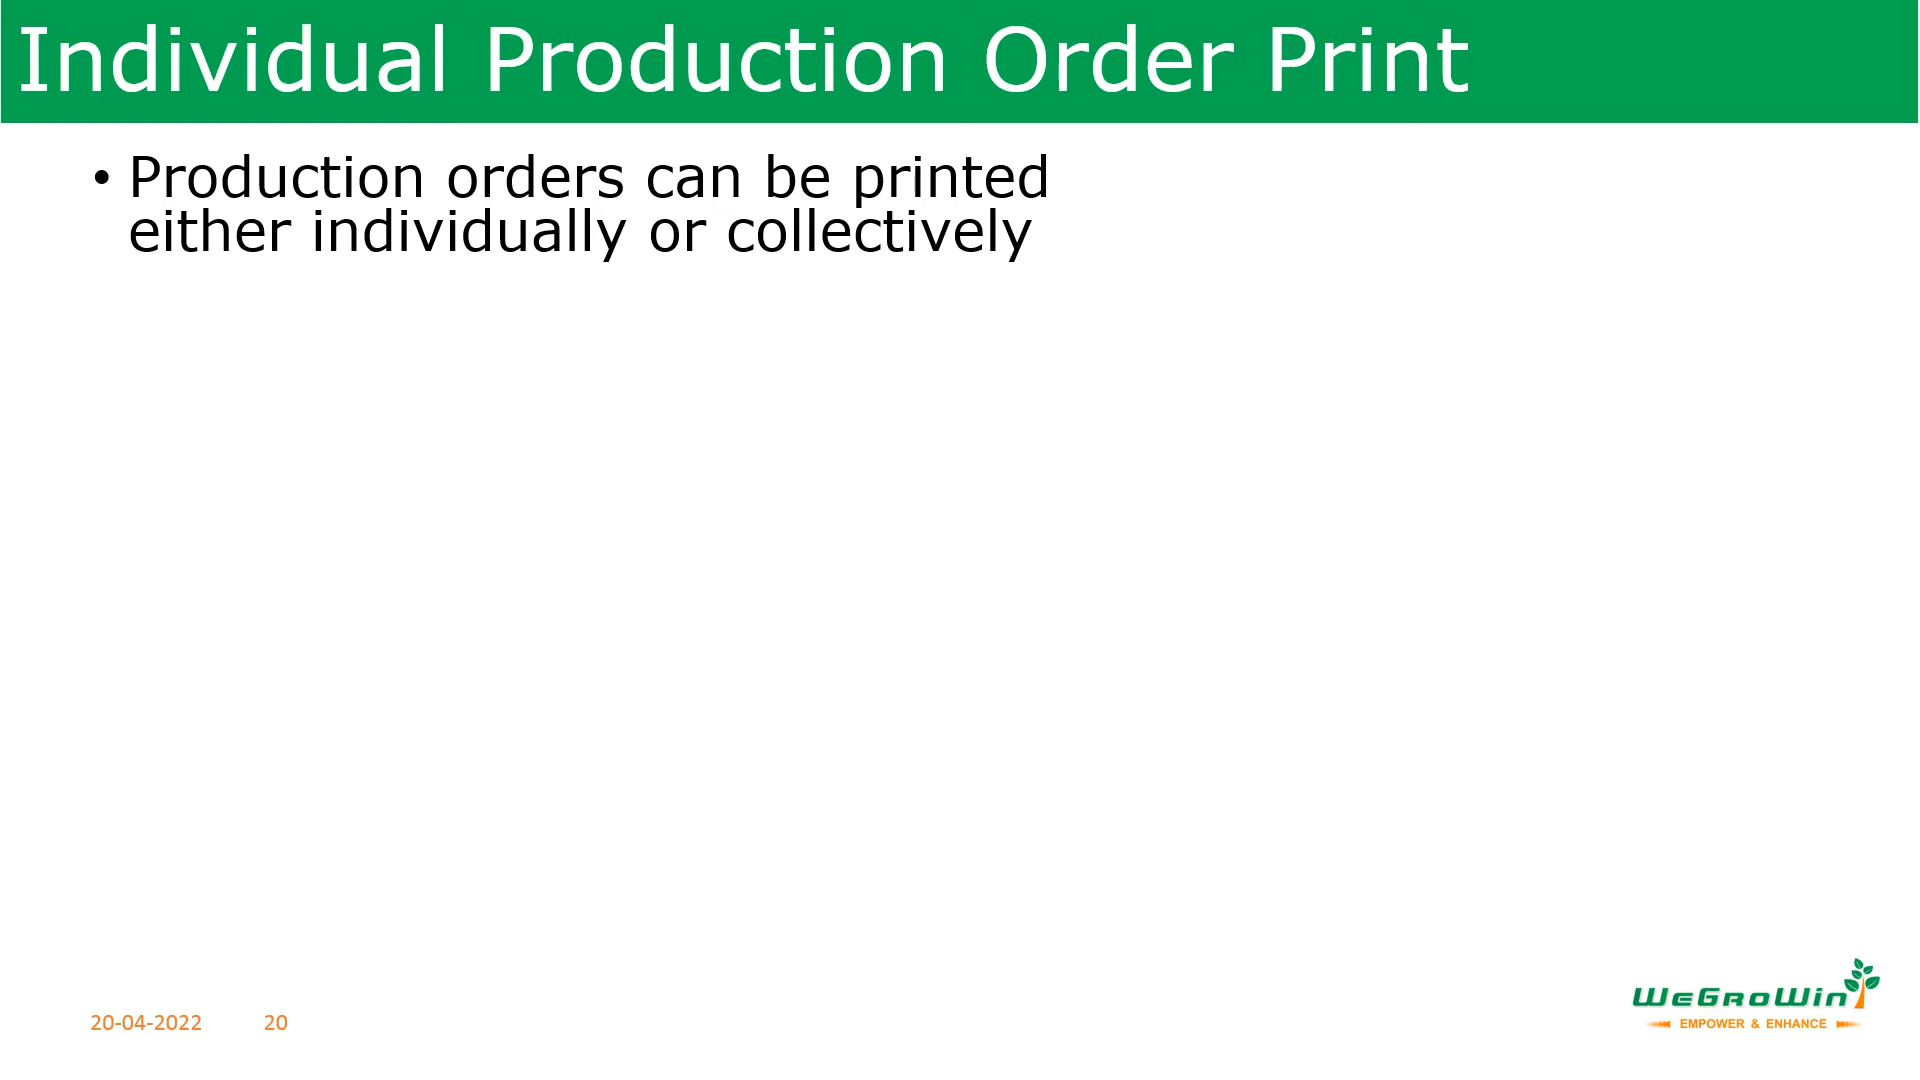 Individual Production Order Print
• Production orders can be printed
either individually or collectively
20-04-2022 20
WeGroWin
EMPOWER & ENHANCE